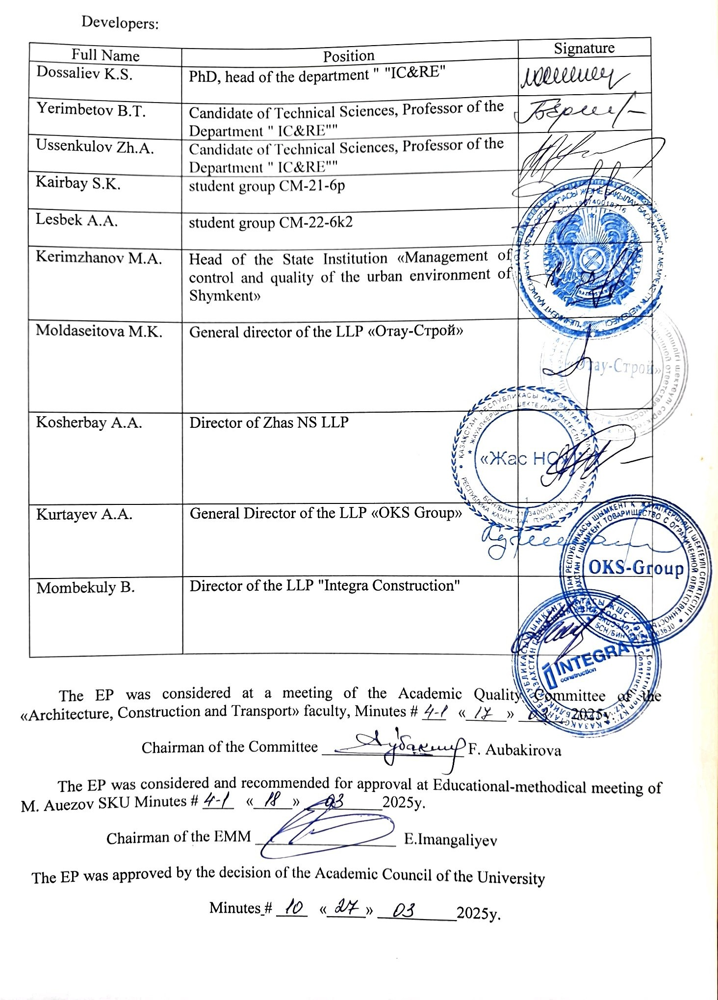 Developers:
Full Name Position Signature
Dossaliev K.S. PhD, head of the department " "IC&RE"
Yerimbetov B.T. Candidate of Technical Sciences, Professor of the
Department " IC&RE""
Ussenkulov Zh.A. Candidate of Technical Sciences, Professor of the
Department " IC&RE""
Kairbay S.K. student group CM-21-6p
Lesbek A.A. student group CM-22-6k2
Kerimzhanov M.A. Head of the State Institution «Management of
control and quality of the urban environment of
Shymkent»
Moldaseitova M.K. General director of the LLP «Отау-Строй»
«Отау-Строй»
Kosherbay A.A. Director of Zhas NS LLP
«Жас НС»
Kurtayev A.A. General Director of the LLP «OKS Group»
OKS-Group
Mombekuly B. Director of the LLP "Integra Construction"
INTEGRA
construction
The EP was considered at a meeting of the Academic Quality Committee of the
«Architecture, Construction and Transport» faculty, Minutes # 4-1 «17» 03 2025y.
Chairman of the Committee F. Aubakirova
The EP was considered and recommended for approval at Educational-methodical meeting of
M. Auezov SKU Minutes # 4-1 «18» 03 2025y.
Chairman of the EMM E.Imangaliyev
The EP was approved by the decision of the Academic Council of the University
Minutes # 10 «27» 03 2025y.